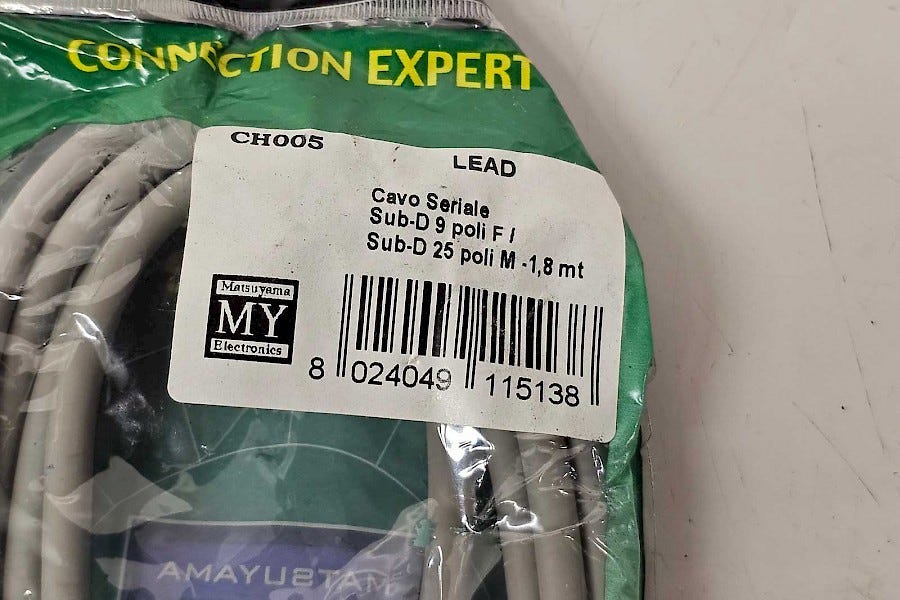 CONNECTION EXPERT
CH005
LEAD
Cavo Seriale
Sub-D 9 poli F /
Sub-D 25 poli M -1,8 mt
Matsuyama
MY
Electronics
8 024049 115138
MATSUYAMA